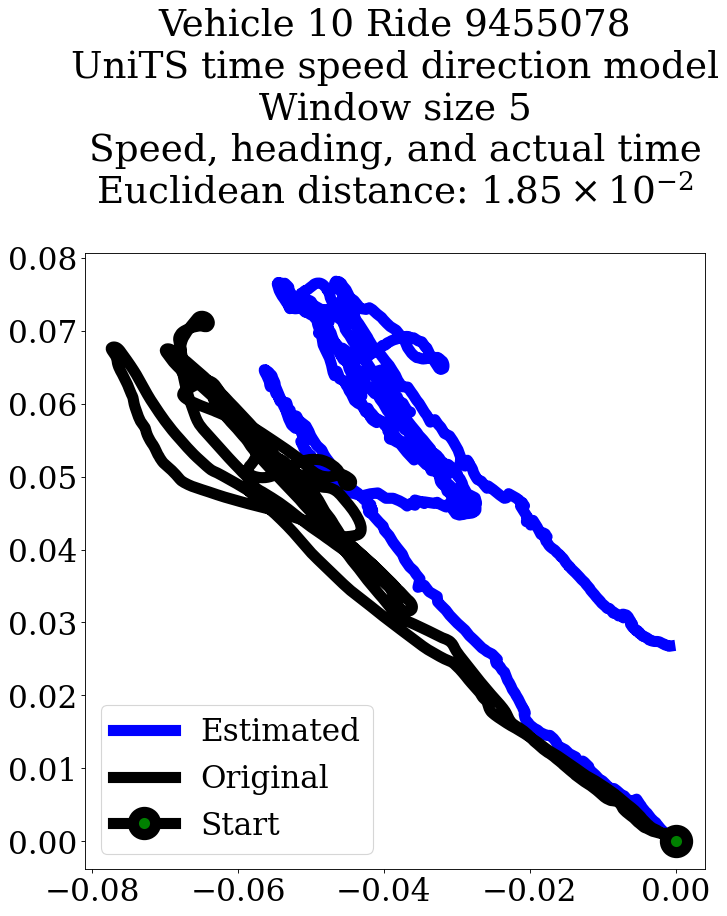 Vehicle 10 Ride 9455078
UniTS time speed direction model
Window size 5
Speed, heading, and actual time
Euclidean distance: 1.85 × 10⁻²
0.08
0.07
0.06
0.05
0.04
0.03
0.02
0.01
0.00
Estimated
Original
Start
−0.08 −0.06 −0.04 −0.02 0.00